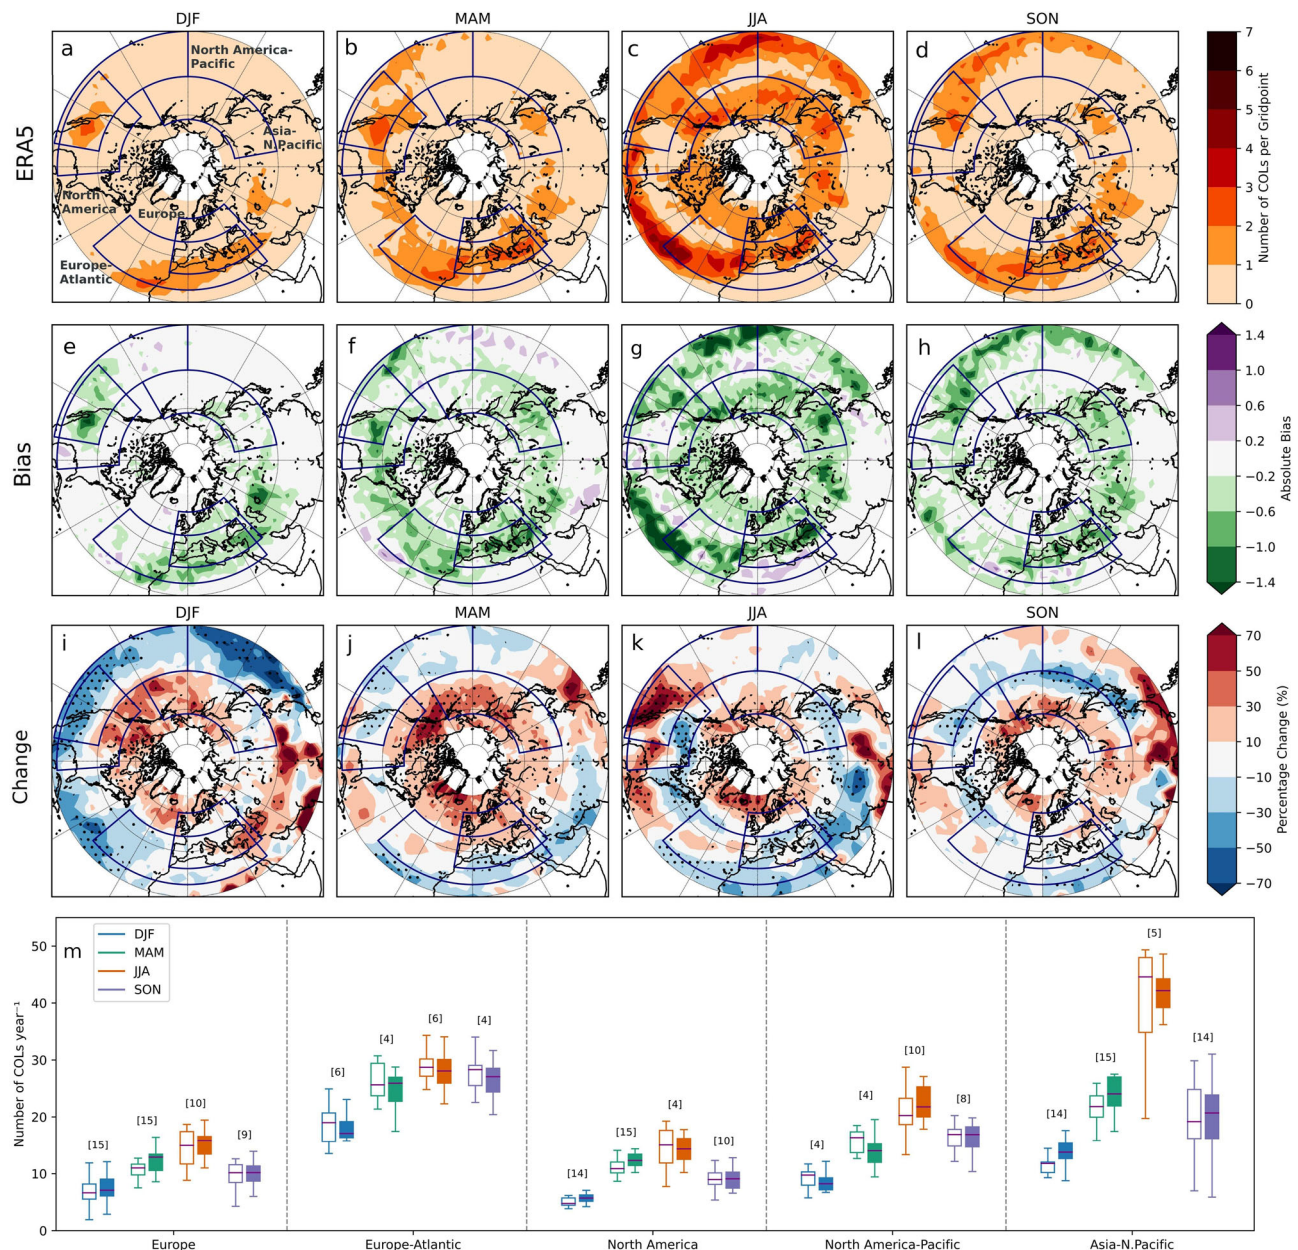 DJF
MAM
JJA
SON
a
North America-
Pacific
Asia-
N.Pacific
North
America
Europe
Europe-
Atlantic
b
c
d
ERA5
7
6
5
4
3
2
1
0
Number of COLs per Gridpoint
e
f
g
h
Bias
1.4
1.0
0.6
0.2
−0.2
−0.6
−1.0
−1.4
Absolute Bias
DJF
MAM
JJA
SON
i
j
k
l
Change
70
50
30
10
−10
−30
−50
−70
Percentage Change (%)
m
DJF
MAM
JJA
SON
Number of COLs year⁻¹
50
40
30
20
10
0
[15]
[15]
[10]
[9]
[6]
[4]
[6]
[4]
[14]
[15]
[4]
[10]
[4]
[4]
[10]
[8]
[14]
[15]
[5]
[14]
Europe
Europe-Atlantic
North America
North America-Pacific
Asia-N.Pacific